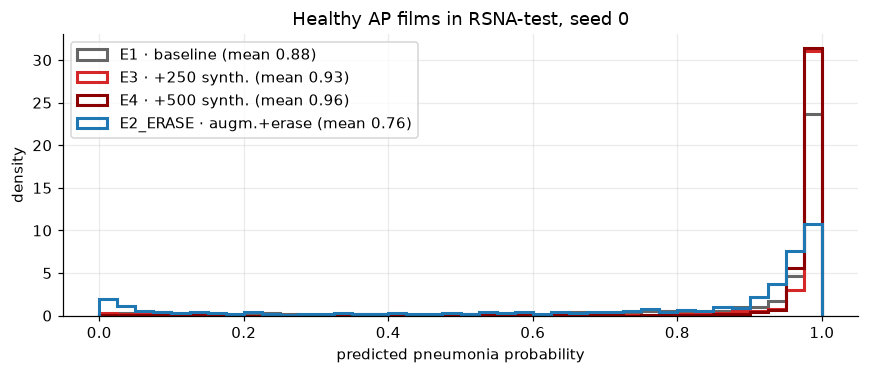 Healthy AP films in RSNA-test, seed 0
E1 · baseline (mean 0.88)
E3 · +250 synth. (mean 0.93)
E4 · +500 synth. (mean 0.96)
E2_ERASE · augm.+erase (mean 0.76)
density
30
25
20
15
10
5
0
0.0 0.2 0.4 0.6 0.8 1.0
predicted pneumonia probability